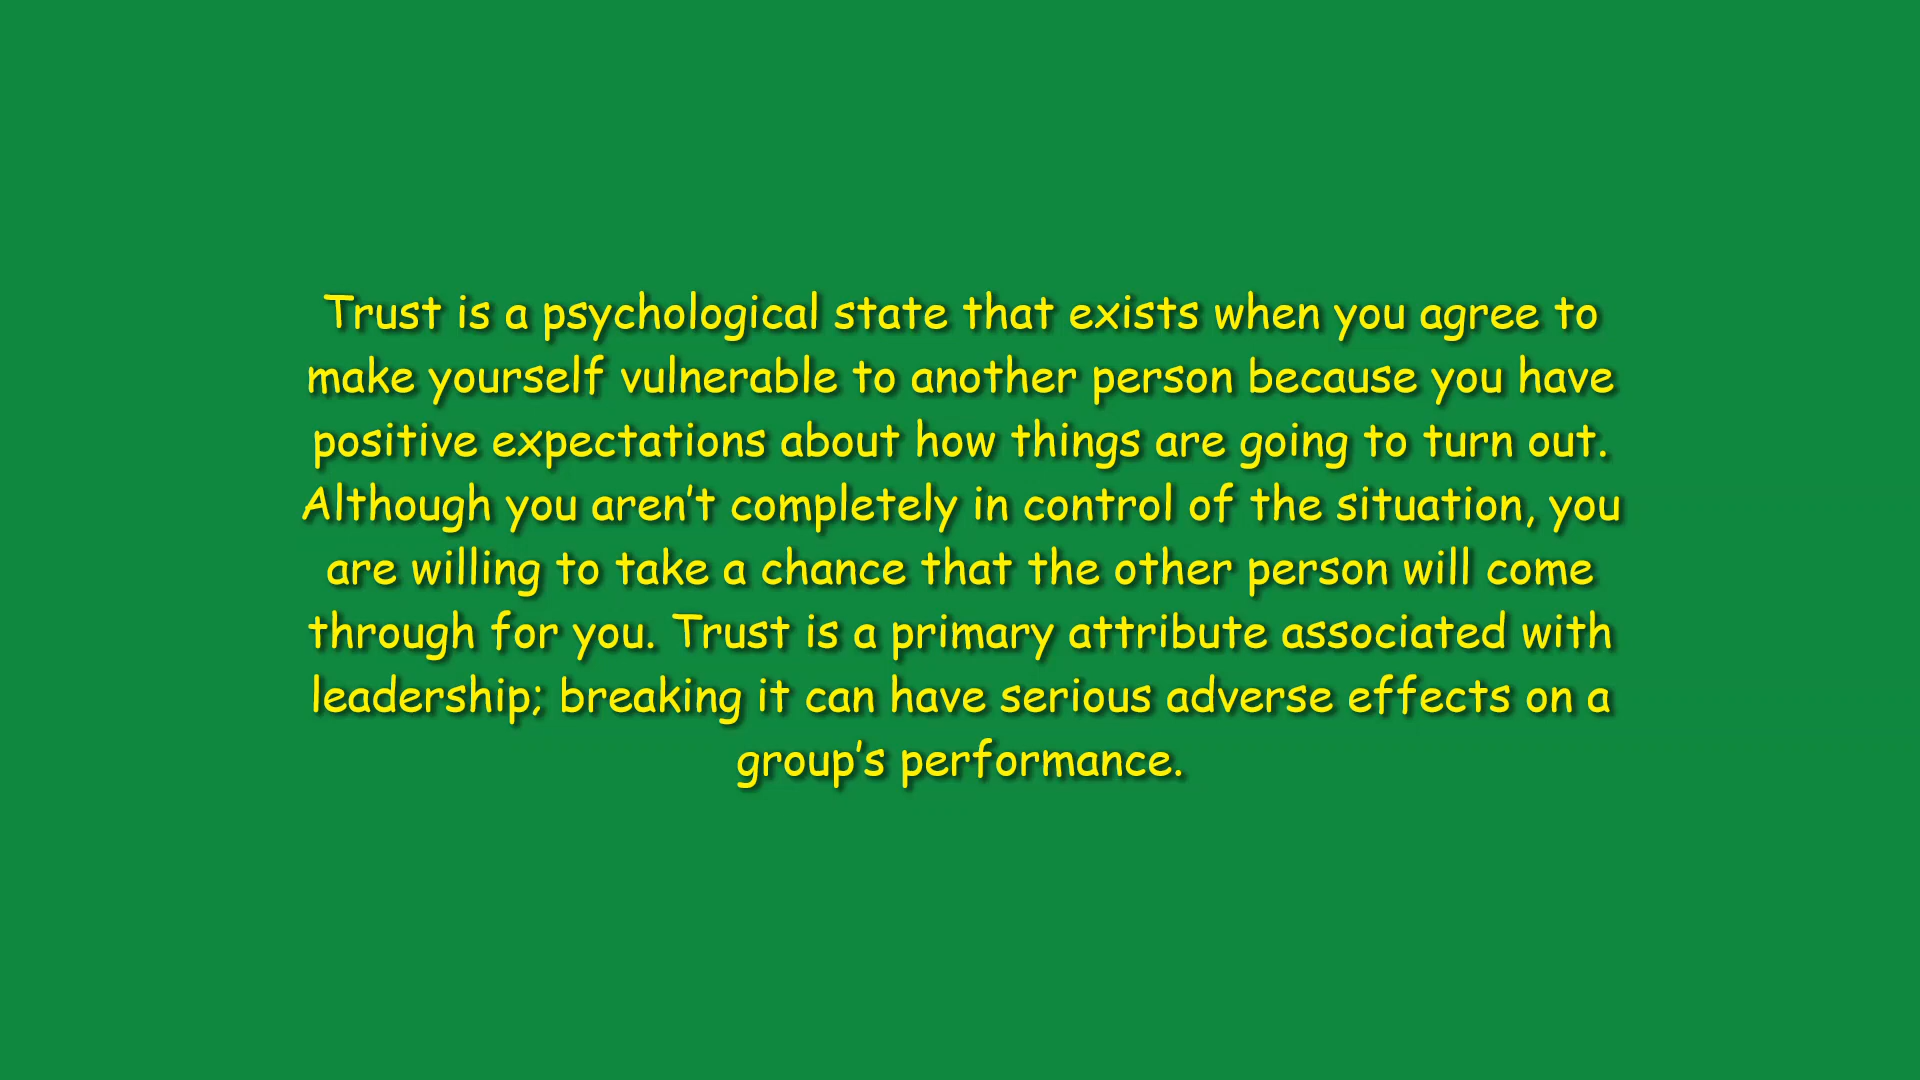 Trust is a psychological state that exists when you agree to
make yourself vulnerable to another person because you have
positive expectations about how things are going to turn out.
Although you aren’t completely in control of the situation, you
are willing to take a chance that the other person will come
through for you. Trust is a primary attribute associated with
leadership; breaking it can have serious adverse effects on a
group’s performance.